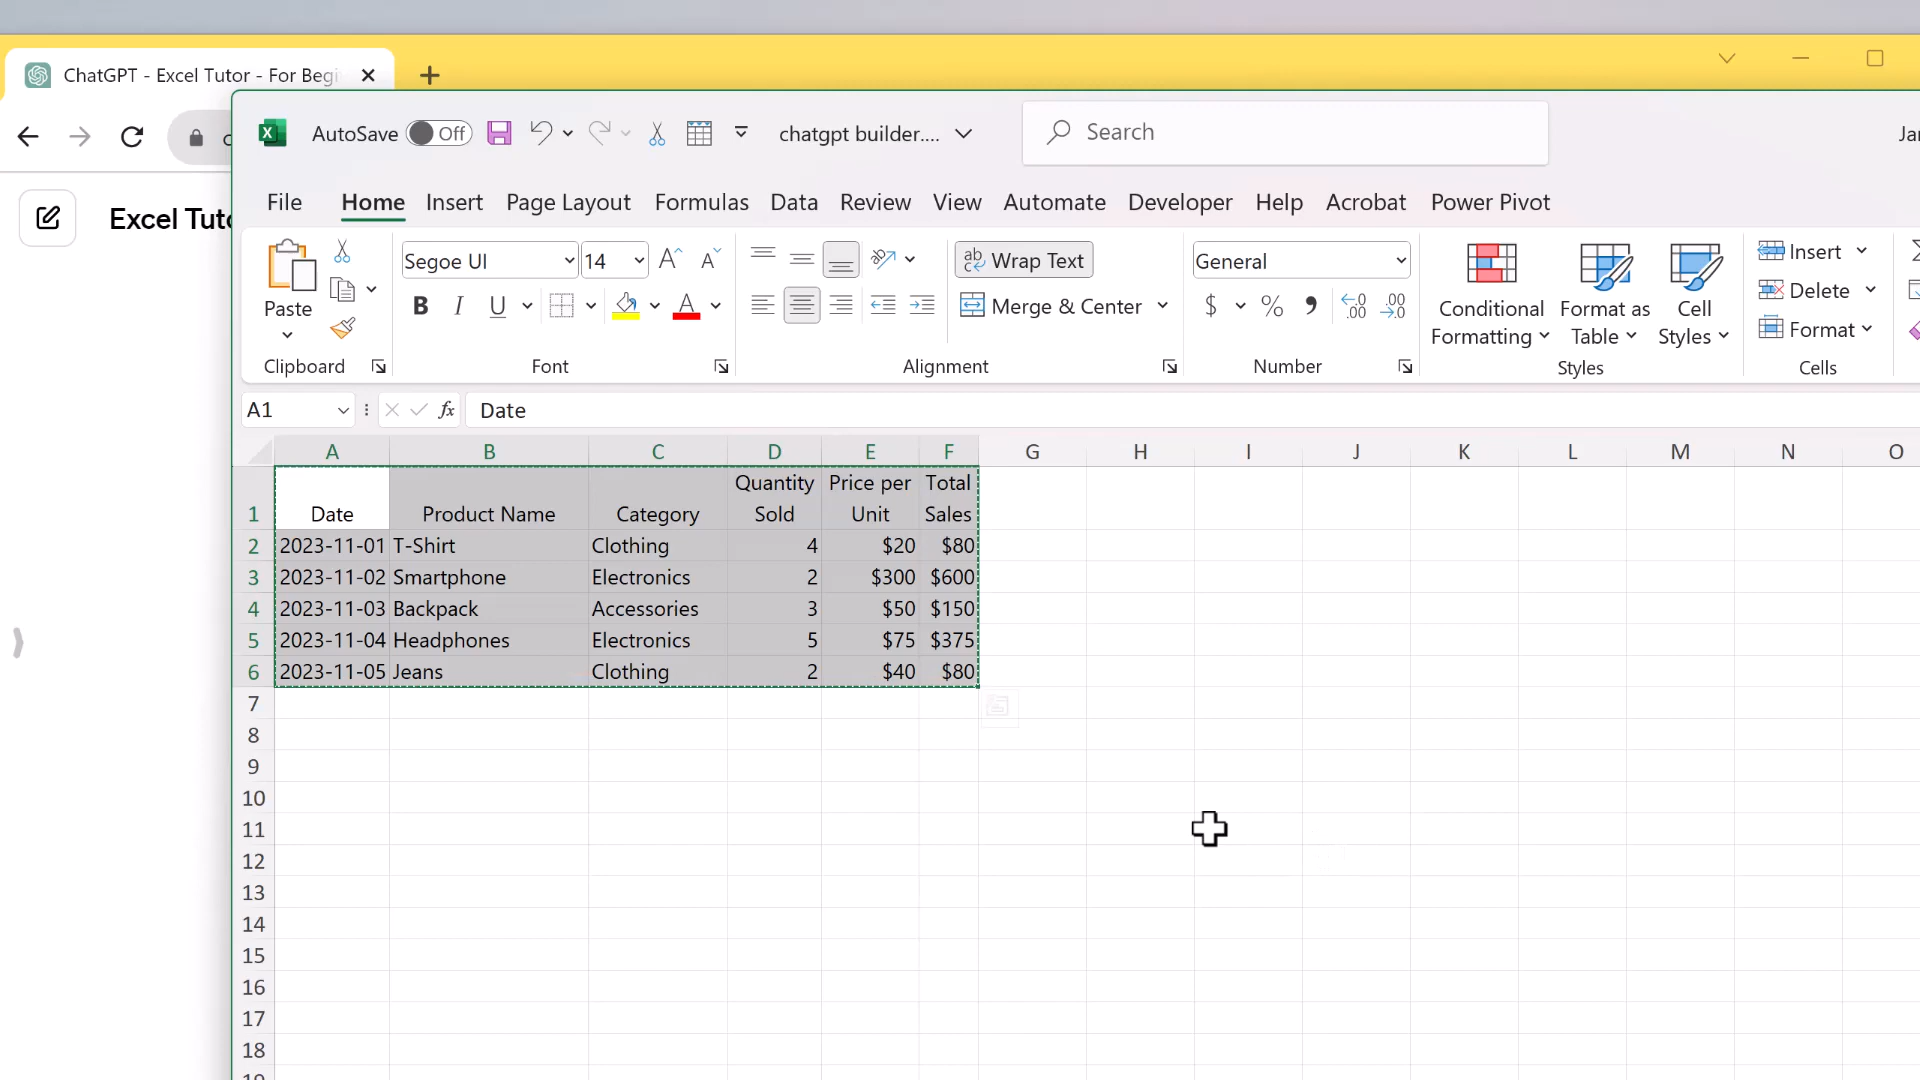 ChatGPT - Excel Tutor - For Begi
AutoSave Off chatgpt builder.... Search
Excel Tuto
File Home Insert Page Layout Formulas Data Review View Automate Developer Help Acrobat Power Pivot
Paste
Clipboard
Segoe UI 14
B I U A
Font
ab Wrap Text
Merge & Center
Alignment
General
$ % , .00 .00
Number
Conditional Formatting
Format as Table
Cell Styles
Styles
Insert
Delete
Format
Cells
A1 fx Date
A B C D E F G H I J K L M N O
1 Date Product Name Category Quantity Sold Price per Unit Total Sales
2 2023-11-01 T-Shirt Clothing 4 $20 $80
3 2023-11-02 Smartphone Electronics 2 $300 $600
4 2023-11-03 Backpack Accessories 3 $50 $150
5 2023-11-04 Headphones Electronics 5 $75 $375
6 2023-11-05 Jeans Clothing 2 $40 $80
7
8
9
10
11
12
13
14
15
16
17
18